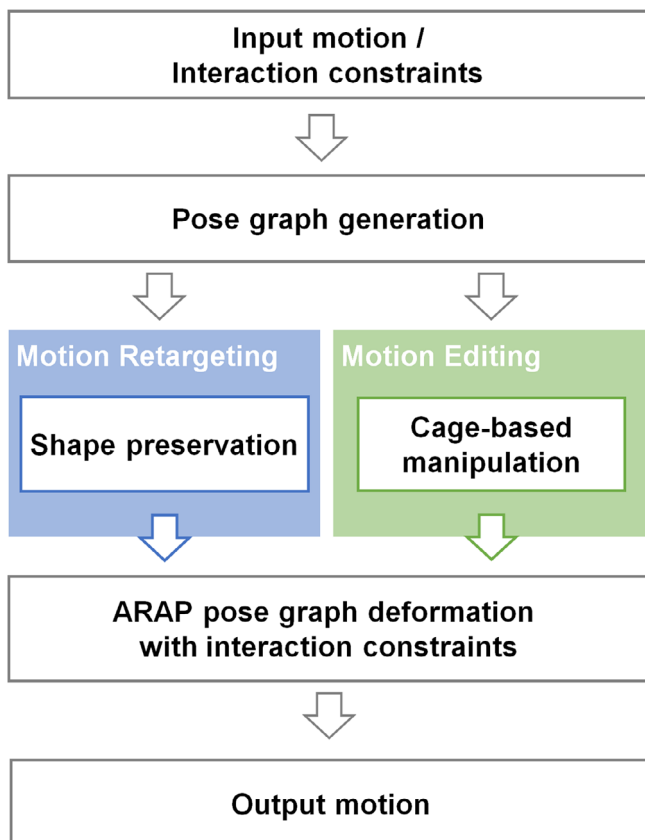 Input motion /
Interaction constraints
Pose graph generation
Motion Retargeting
Shape preservation
Motion Editing
Cage-based
manipulation
ARAP pose graph deformation
with interaction constraints
Output motion